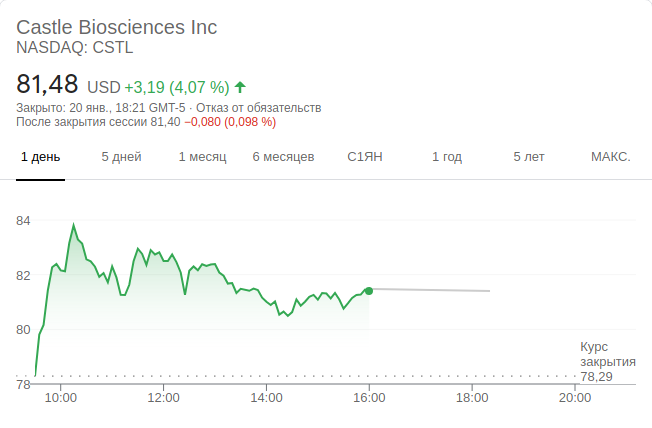 Castle Biosciences Inc
NASDAQ: CSTL
81,48 USD +3,19 (4,07 %)
Закрыто: 20 янв., 18:21 GMT-5 · Отказ от обязательств
После закрытия сессии 81,40 −0,080 (0,098 %)
1 день 5 дней 1 месяц 6 месяцев С1ЯН 1 год 5 лет МАКС.
84
82
80
Курс
закрытия
78,29
78
10:00 12:00 14:00 16:00 18:00 20:00